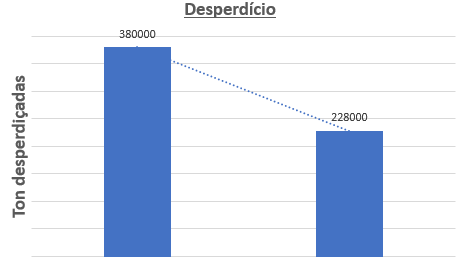 Desperdício
380000
228000
Ton desperdiçadas